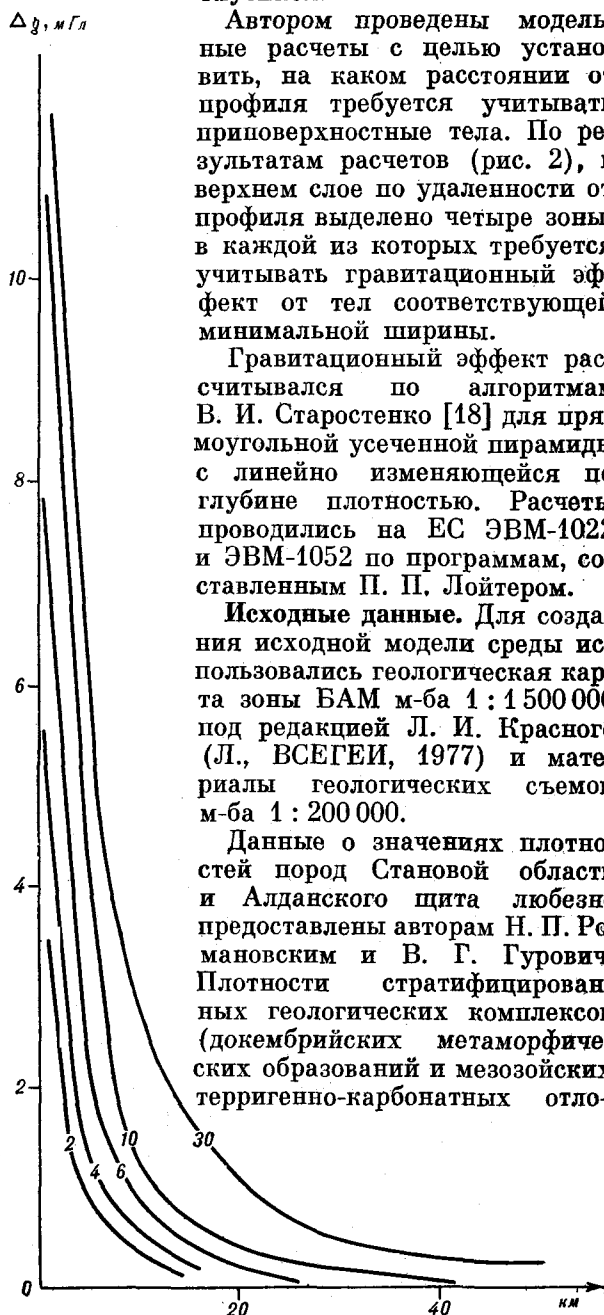 Δg, мГл
Автором проведены модель-
ные расчеты с целью устано-
вить, на каком расстоянии от
профиля требуется учитывать
приповерхностные тела. По ре-
зультатам расчетов (рис. 2), в
верхнем слое по удаленности от
профиля выделено четыре зоны,
в каждой из которых требуется
учитывать гравитационный эф-
фект от тел соответствующей
минимальной ширины.
Гравитационный эффект рас-
считывался по алгоритмам
В. И. Старостенко [18] для пря-
моугольной усеченной пирамиды
с линейно изменяющейся по
глубине плотностью. Расчеты
проводились на ЕС ЭВМ-1022
и ЭВМ-1052 по программам, со-
ставленным П. П. Лойтером.
Исходные данные. Для созда-
ния исходной модели среды ис-
пользовались геологическая кар-
та зоны БАМ м-ба 1 : 1 500 000
под редакцией Л. И. Красного
(Л., ВСЕГЕИ, 1977) и мате-
риалы геологических съемок
м-ба 1 : 200 000.
Данные о значениях плотно-
стей пород Становой области
и Алданского щита любезно
предоставлены авторам Н. П. Ро-
мановским и В. Г. Гурович.
Плотности стратифицирован-
ных геологических комплексов
(докембрийских метаморфиче-
ских образований и мезозойских
терригенно-карбонатных отло-
10
8
6
4
2
0
2
4
6
10
30
20
40
км